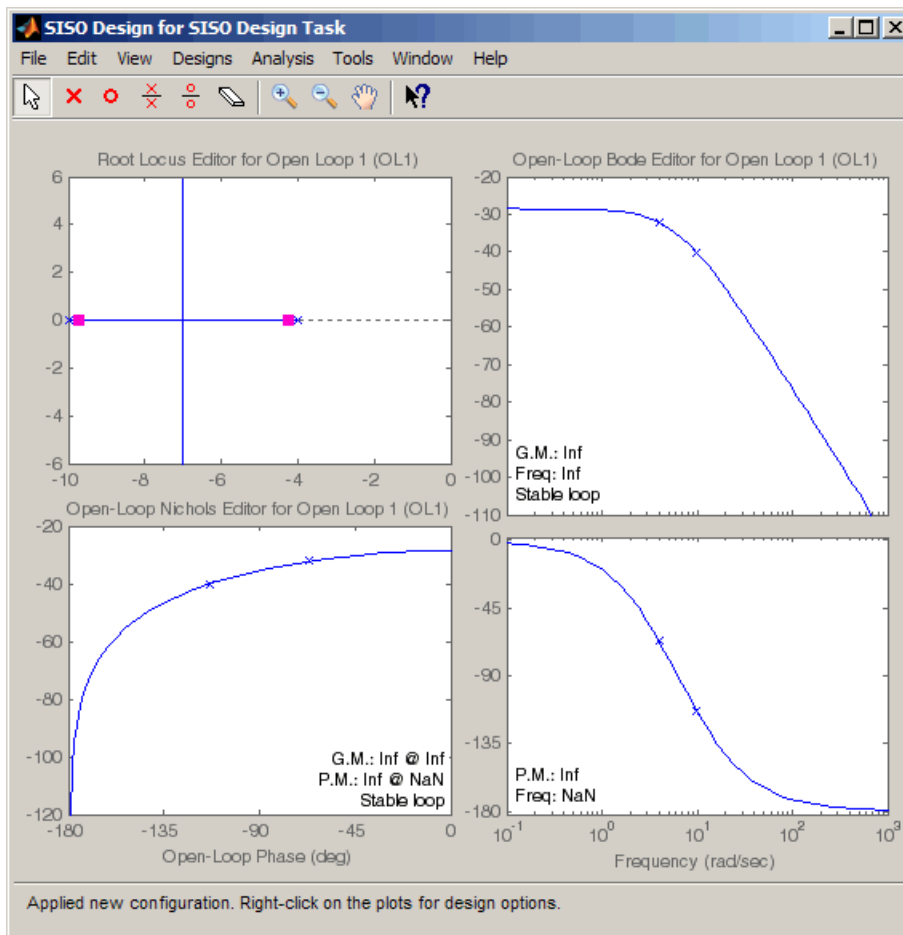 SISO Design for SISO Design Task
File Edit View Designs Analysis Tools Window Help
Root Locus Editor for Open Loop 1 (OL1)
6
4
2
0
-2
-4
-6
-10 -8 -6 -4 -2 0
Open-Loop Bode Editor for Open Loop 1 (OL1)
-20
-30
-40
-50
-60
-70
-80
-90
-100
-110
G.M.: Inf
Freq: Inf
Stable loop
Open-Loop Nichols Editor for Open Loop 1 (OL1)
-20
-40
-60
-80
-100
-120
G.M.: Inf @ Inf
P.M.: Inf @ NaN
Stable loop
-180 -135 -90 -45 0
Open-Loop Phase (deg)
0
-45
-90
-135
-180
P.M.: Inf
Freq: NaN
10^-1 10^0 10^1 10^2 10^3
Frequency (rad/sec)
Applied new configuration. Right-click on the plots for design options.